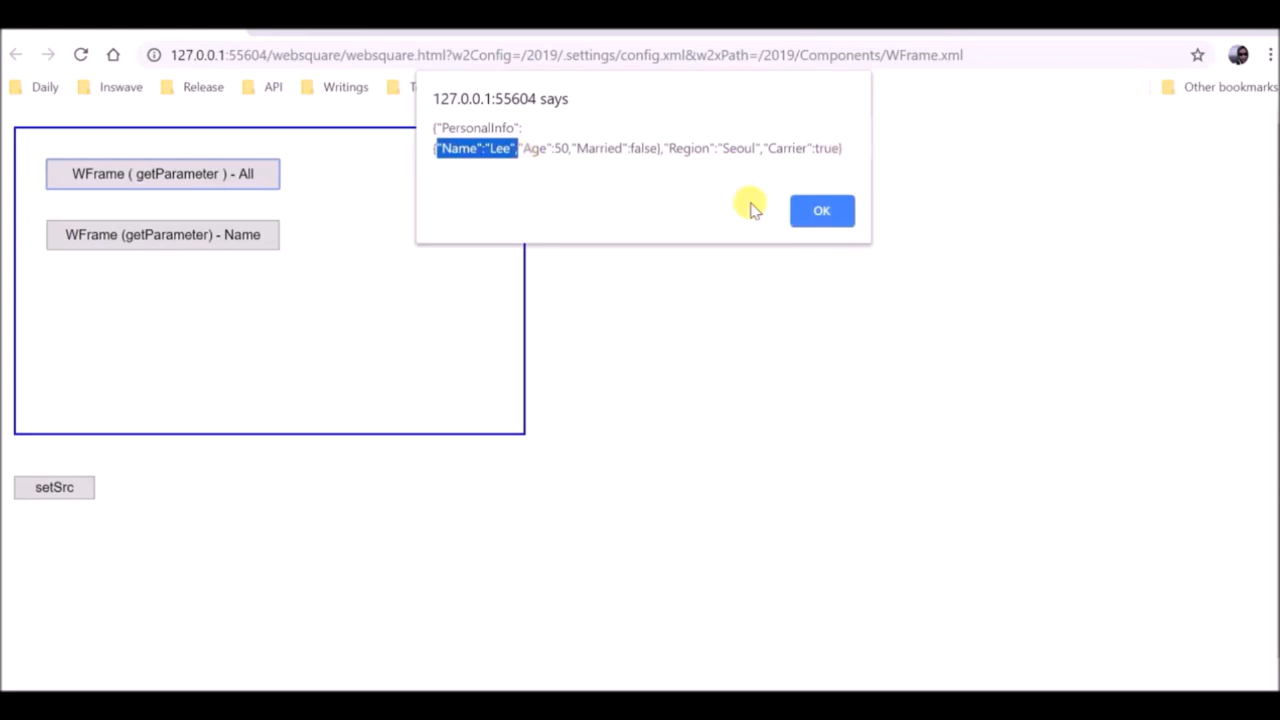 127.0.0.1:55604/websquare/websquare.html?w2Config=/2019/.settings/config.xml&w2xPath=/2019/Components/WFrame.xml
Daily Inswave Release API Writings Other bookmarks
127.0.0.1:55604 says
{"PersonalInfo":
{"Name":"Lee","Age":50,"Married":false},"Region":"Seoul","Carrier":true}
OK
WFrame ( getParameter ) - All
WFrame (getParameter) - Name
setSrc